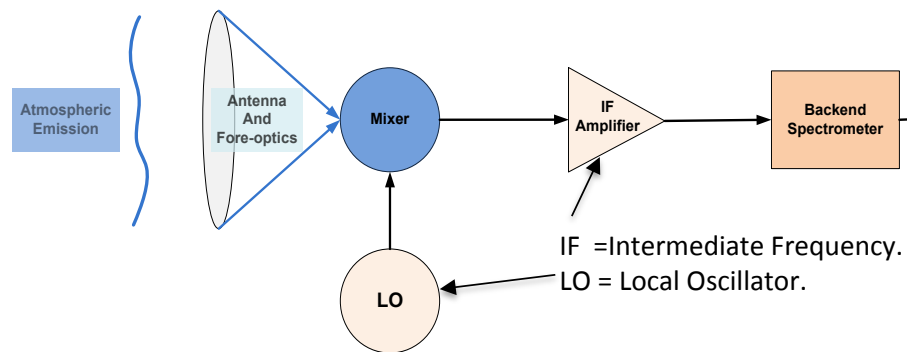 Atmospheric
Emission
Antenna
And
Fore-optics
Mixer
IF
Amplifier
Backend
Spectrometer
LO
IF =Intermediate Frequency.
LO = Local Oscillator.